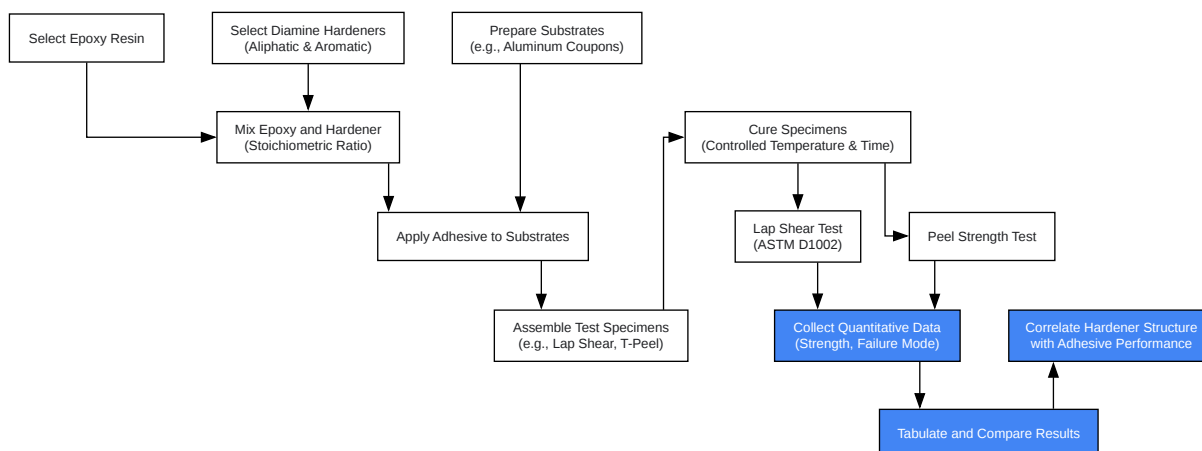 Select Epoxy Resin
Select Diamine Hardeners
(Aliphatic & Aromatic)
Prepare Substrates
(e.g., Aluminum Coupons)
Mix Epoxy and Hardener
(Stoichiometric Ratio)
Cure Specimens
(Controlled Temperature & Time)
Apply Adhesive to Substrates
Lap Shear Test
(ASTM D1002)
Peel Strength Test
Assemble Test Specimens
(e.g., Lap Shear, T-Peel)
Collect Quantitative Data
(Strength, Failure Mode)
Correlate Hardener Structure
with Adhesive Performance
Tabulate and Compare Results